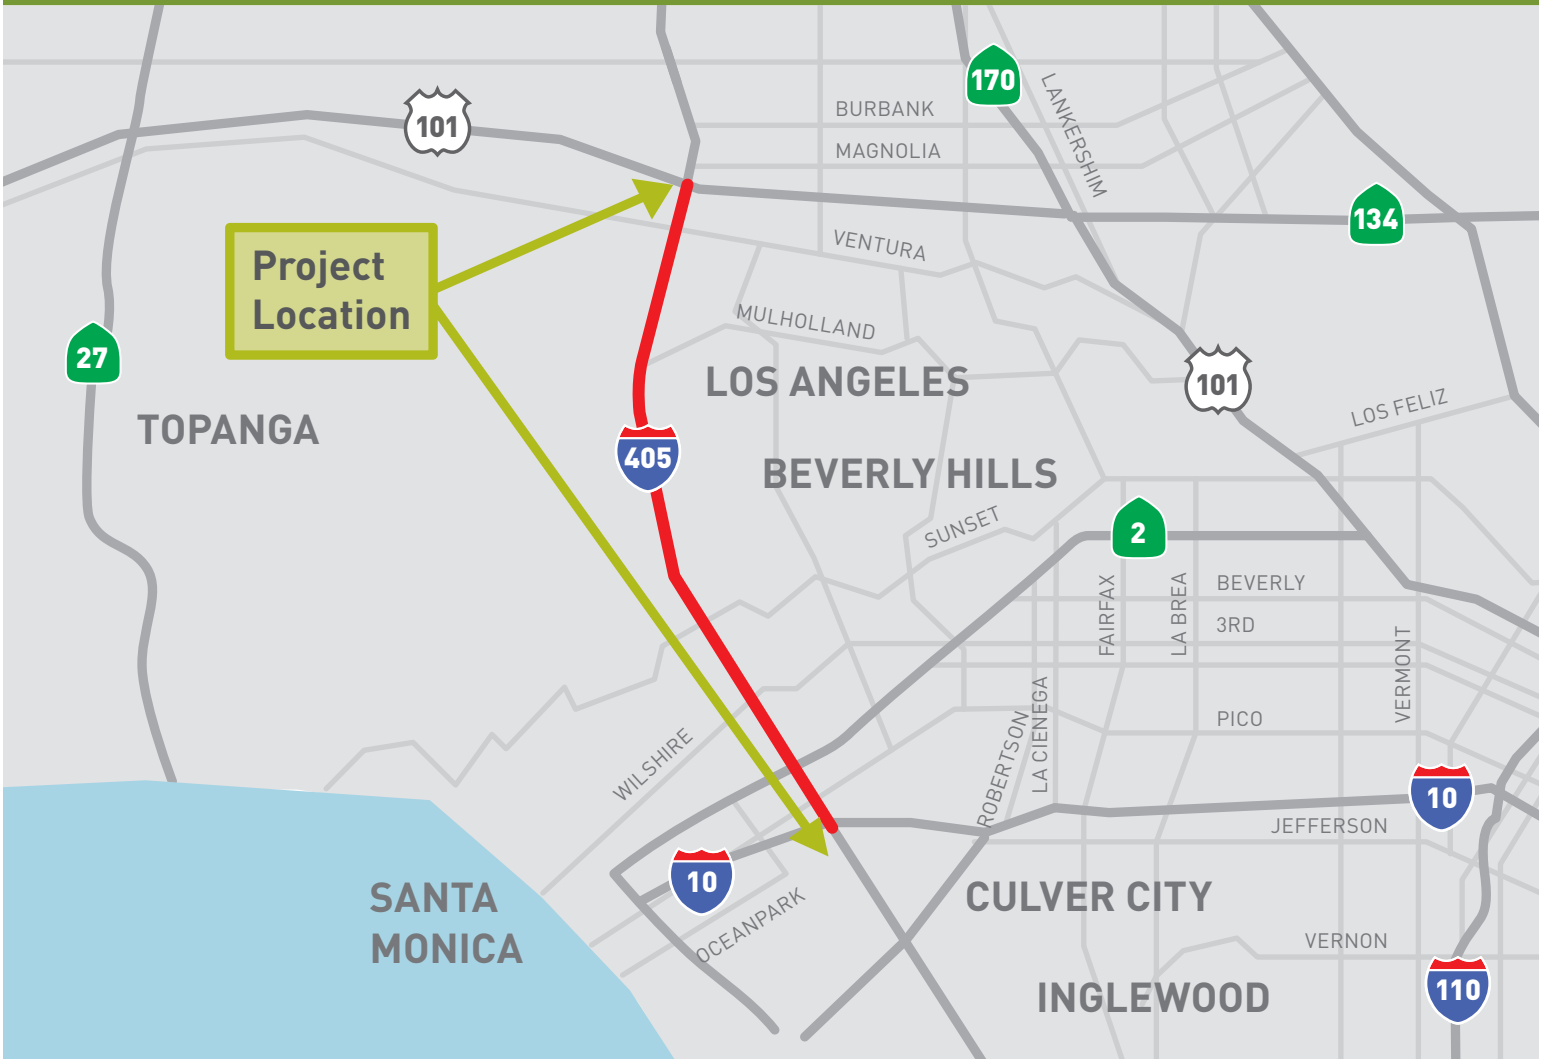 170
BURBANK
LANKERSHIM
101
MAGNOLIA
134
VENTURA
Project
Location
MULHOLLAND
27
LOS ANGELES
101
LOS FELIZ
TOPANGA
405
BEVERLY HILLS
SUNSET
2
FAIRFAX
LA BREA
BEVERLY
3RD
VERMONT
LA CIENEGA
ROBERTSON
PICO
WILSHIRE
10
JEFFERSON
10
SANTA
MONICA
OCEANPARK
CULVER CITY
VERNON
INGLEWOOD
110